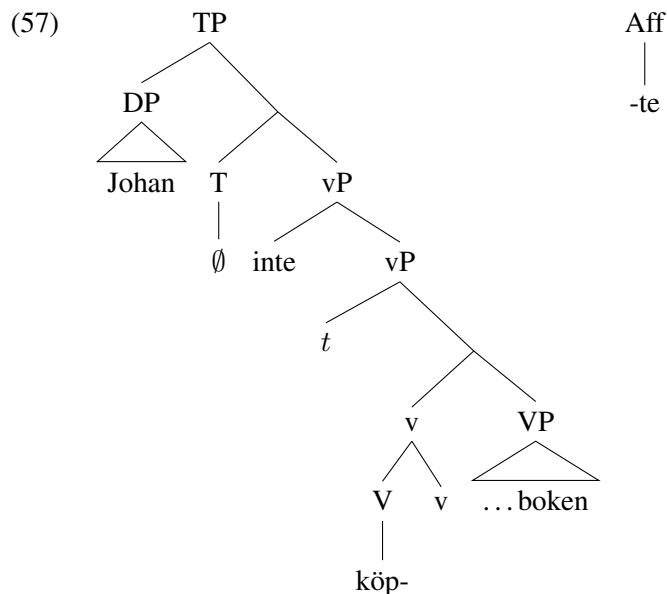 (57) TP Aff
DP -te
Johan T vP
∅ inte vP
t
v VP
V v ...boken
köp-